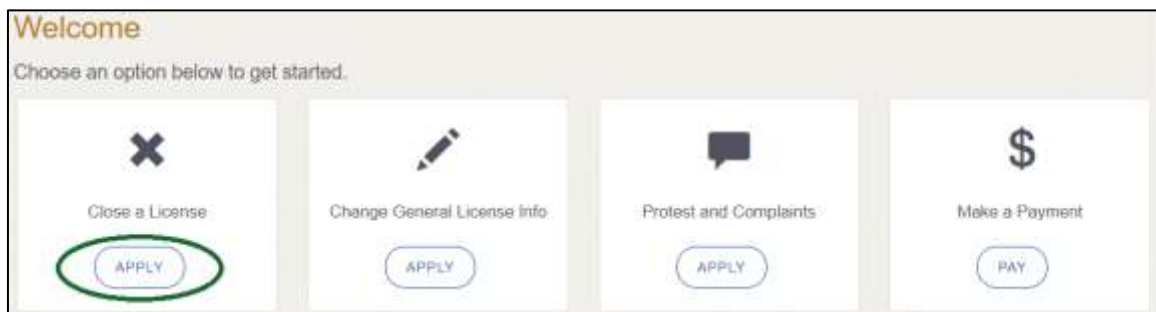 Welcome
Choose an option below to get started.
Close a License
Change General License Info
Protest and Complaints
Make a Payment
APPLY
APPLY
APPLY
PAY